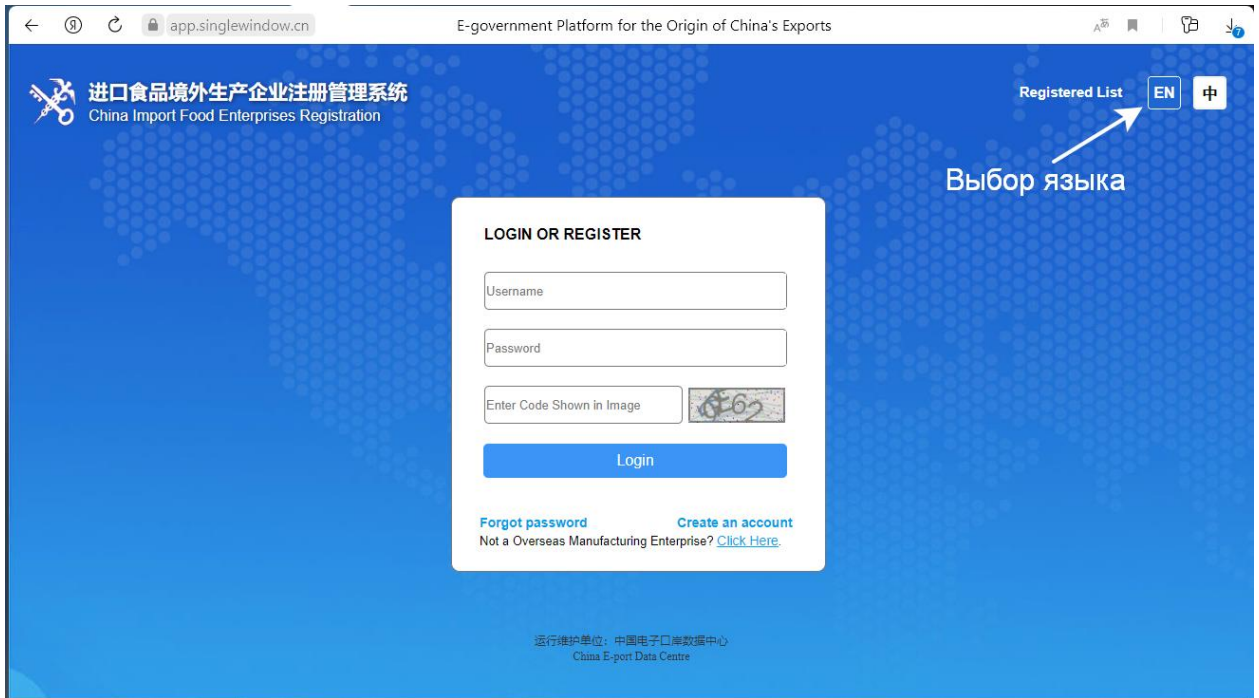 app.singlewindow.cn
E-government Platform for the Origin of China's Exports
进口食品境外生产企业注册管理系统
China Import Food Enterprises Registration
Registered List
EN
中
Выбор языка
LOGIN OR REGISTER
Username
Password
Enter Code Shown in Image
Login
Forgot password
Create an account
Not a Overseas Manufacturing Enterprise? Click Here.
运行维护单位：中国电子口岸数据中心
China E-port Data Centre